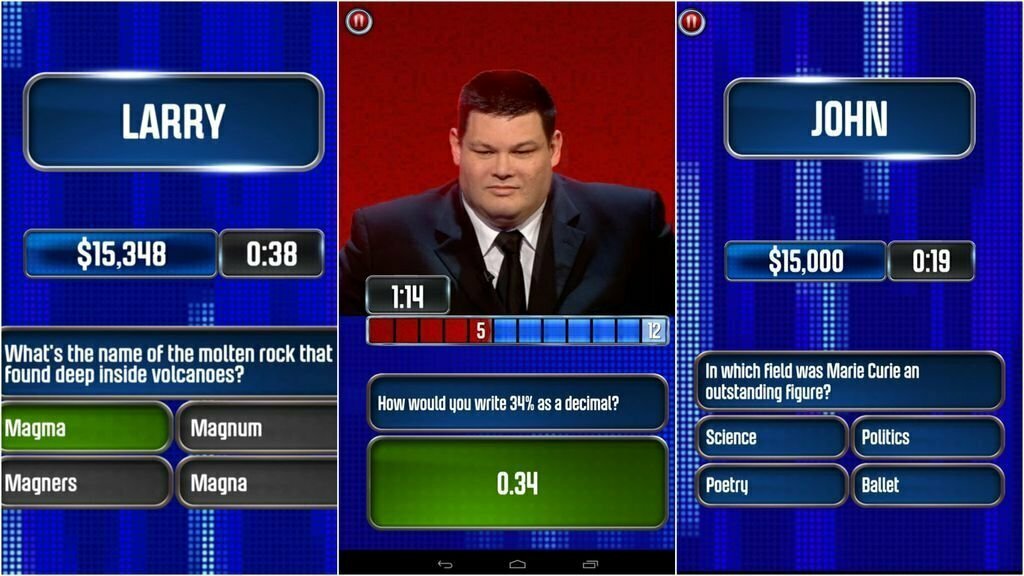 LARRY
$15,348
0:38
What's the name of the molten rock that
found deep inside volcanoes?
Magma
Magnum
Magners
Magna
1:14
5
12
How would you write 34% as a decimal?
0.34
JOHN
$15,000
0:19
In which field was Marie Curie an
outstanding figure?
Science
Politics
Poetry
Ballet